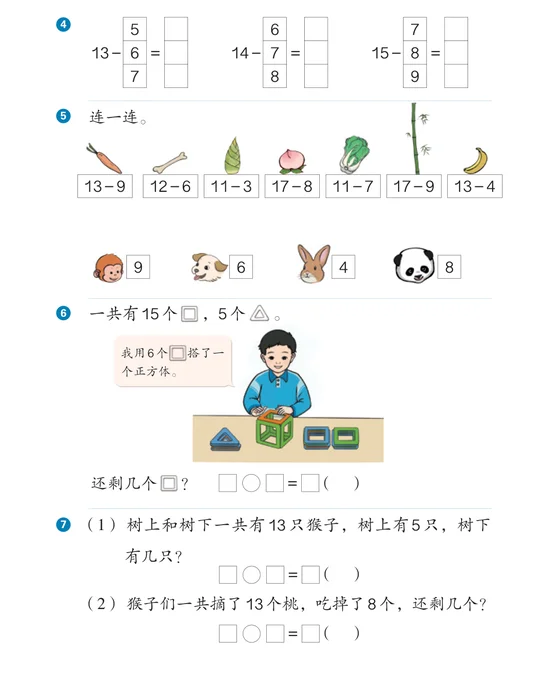 4
5 6 7
13－6＝ 14－7＝ 15－8＝
7 8 9
5 连一连。
13－9 12－6 11－3 17－8 11－7 17－9 13－4
9 6 4 8
6 一共有15个 ，5个 。
我用6个 搭了一
个正方体。
还剩几个 ？ ＝ （ ）
7 （1）树上和树下一共有13只猴子，树上有5只，树下
有几只？
＝ （ ）
（2）猴子们一共摘了13个桃，吃掉了8个，还剩几个？
＝ （ ）